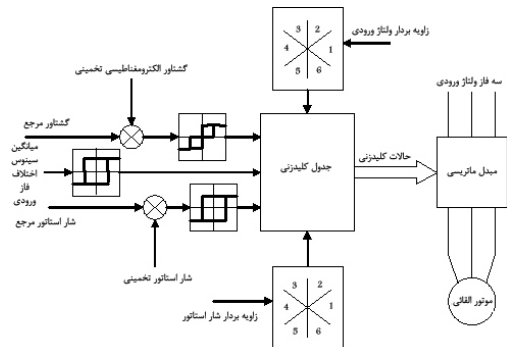 زاویه بردار ولتاژ ورودی
3 2
4 1
5 6
گشتاور الکترومغناطیسی تخمینی
سه فاز ولتاژ ورودی
گشتاور مرجع
میانگین
سینوس
اختلاف
فاز
ورودی
جدول کلیدزنی
حالات کلیدزنی
مبدل ماتریسی
شار استاتور مرجع
شار استاتور تخمینی
3 2
4 1
5 6
زاویه بردار شار استاتور
موتور القائی